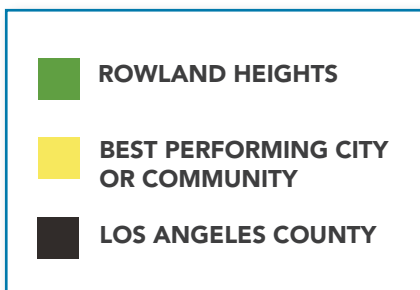 ROWLAND HEIGHTS
BEST PERFORMING CITY
OR COMMUNITY
LOS ANGELES COUNTY